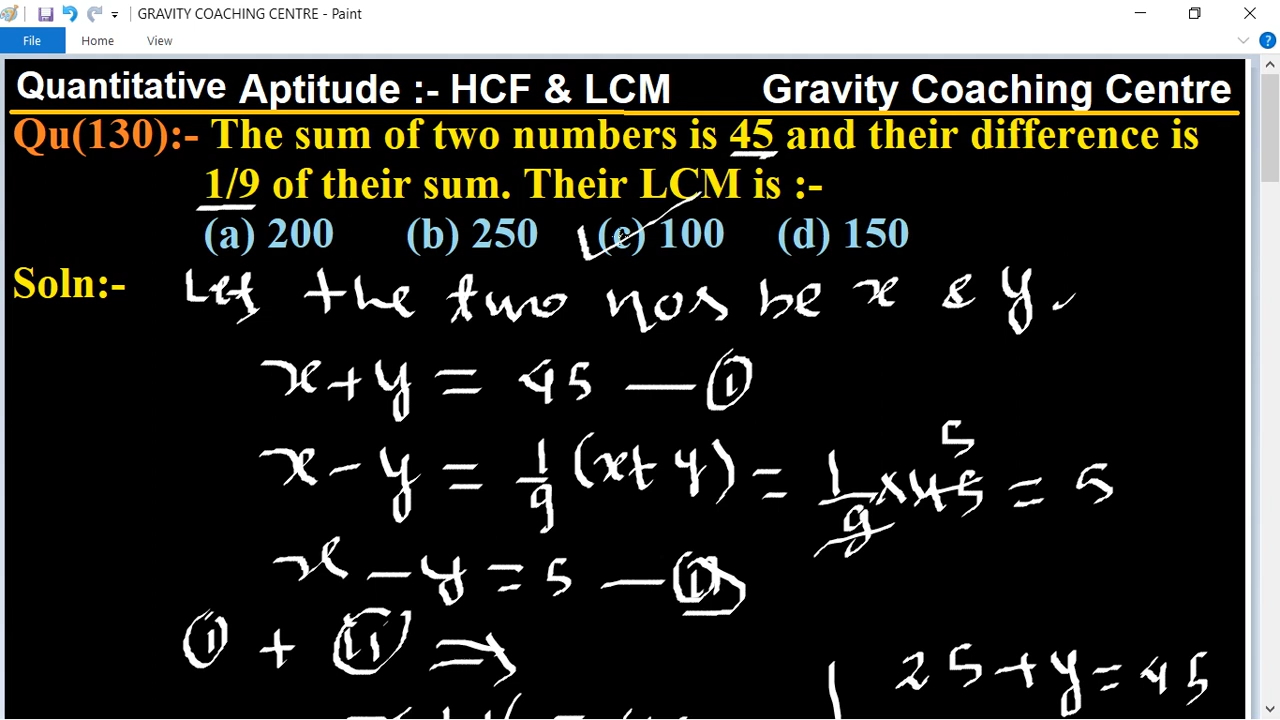 GRAVITY COACHING CENTRE - Paint
File Home View
Quantitative Aptitude :- HCF & LCM Gravity Coaching Centre
Qu(130):- The sum of two numbers is 45 and their difference is
1/9 of their sum. Their LCM is :-
(a) 200 (b) 250 (c) 100 (d) 150
Soln:- Let the two nos be x & y.
x+y = 45 — ①
x - y = 1/9 (x+y) = 1/9 × 45 = 5
5
x - y = 5 — ②
① + ⑪ ⇒
25 + y = 45